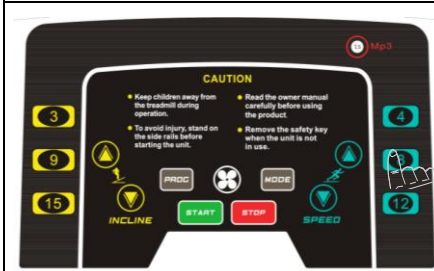 Mp3
CAUTION
Keep children away from
the treadmill during
operation.
To avoid injury, stand on
the side rails before
starting the unit.
Read the owner manual
carefully before using
the product
Remove the safety key
when the unit is not
in use.
3
9
15
4
8
12
PROG
MODE
START
STOP
INCLINE
SPEED